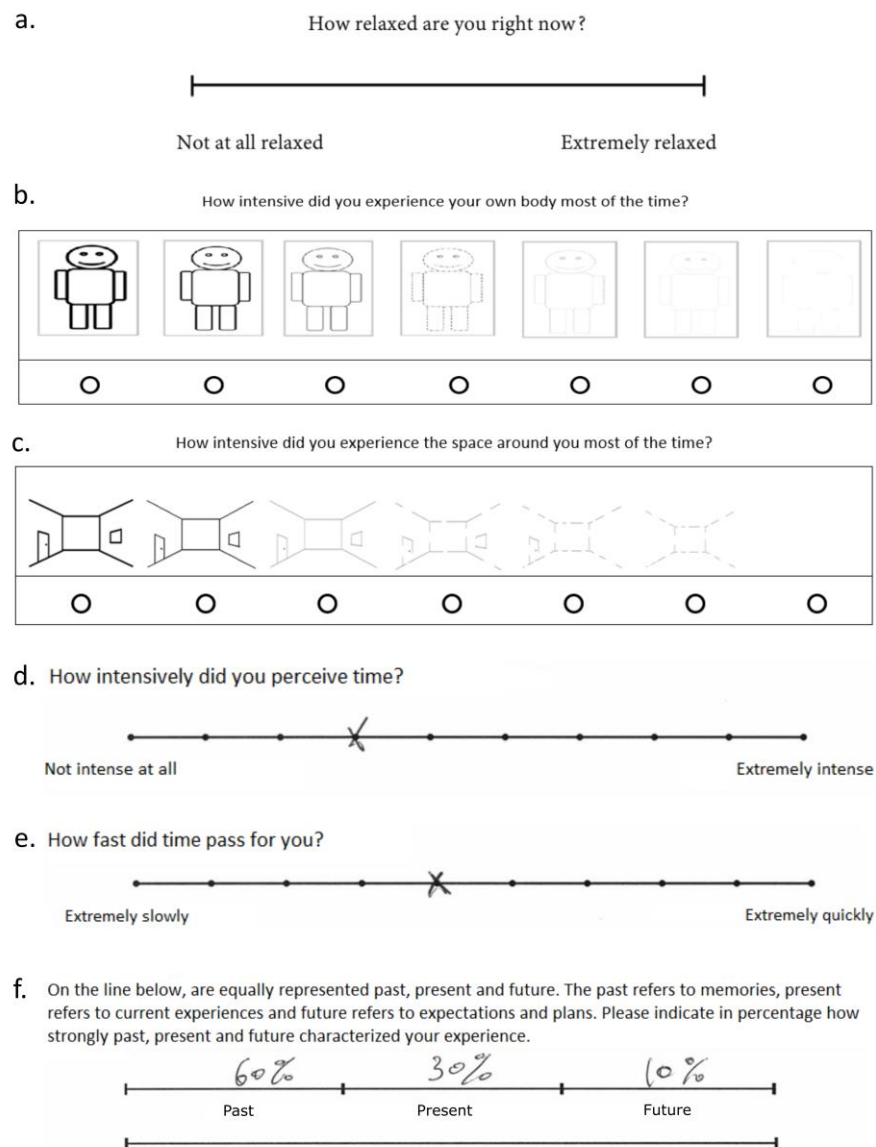 a.
How relaxed are you right now?
Not at all relaxed Extremely relaxed
b.
How intensive did you experience your own body most of the time?
c.
How intensive did you experience the space around you most of the time?
d. How intensively did you perceive time?
Not intense at all Extremely intense
e. How fast did time pass for you?
Extremely slowly Extremely quickly
f. On the line below, are equally represented past, present and future. The past refers to memories, present
refers to current experiences and future refers to expectations and plans. Please indicate in percentage how
strongly past, present and future characterized your experience.
60% 30% 10%
Past Present Future